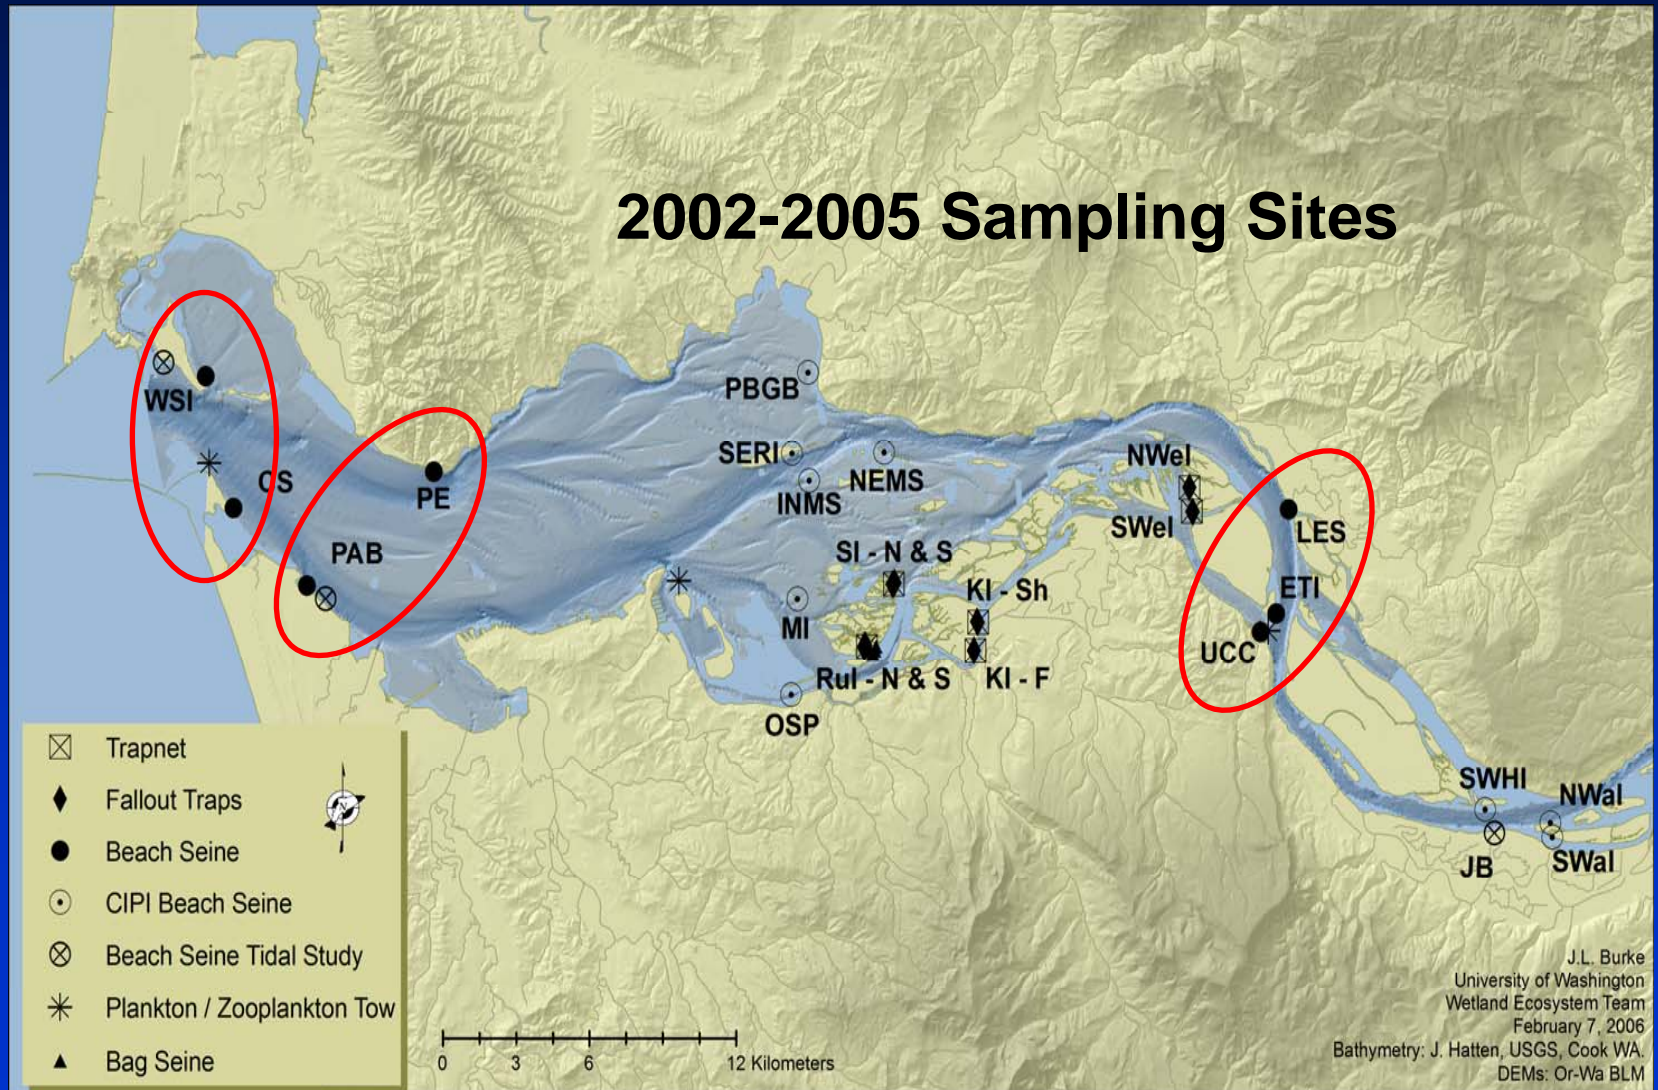 2002-2005 Sampling Sites
WSI
CS
PE
PAB
PBGB
SERI
NEMS
INMS
NWel
SWel
LES
SI - N & S
KI - Sh
ETI
MI
UCC
RuI - N & S
KI - F
OSP
SWHI
NWal
JB
SWal
Trapnet
Fallout Traps
Beach Seine
CIPI Beach Seine
Beach Seine Tidal Study
Plankton / Zooplankton Tow
Bag Seine
N
0 3 6 12 Kilometers
J.L. Burke
University of Washington
Wetland Ecosystem Team
February 7, 2006
Bathymetry: J. Hatten, USGS, Cook WA.
DEMs: Or-Wa BLM